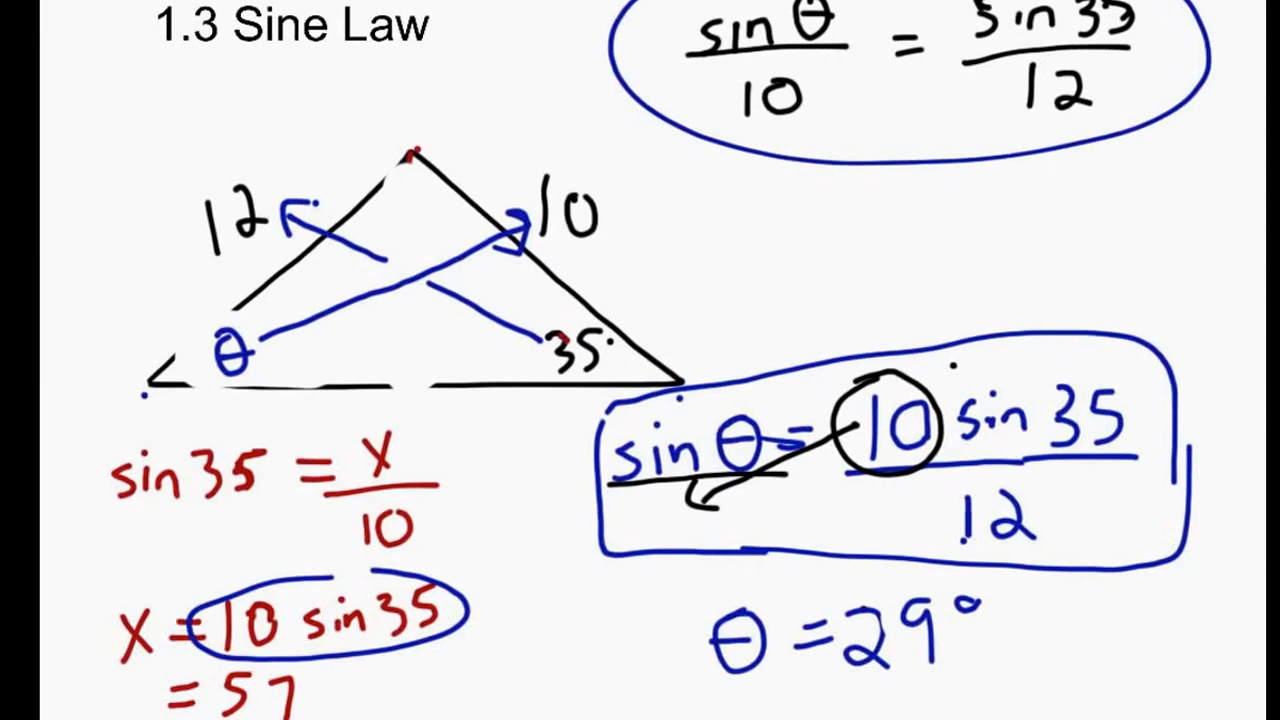 1.3 Sine Law
sin θ = sin 35
10 12
12 10
θ 35°
sin 35 = x
10
sin θ = 10 sin 35
12
x = 10 sin 35
= 57
θ = 29°